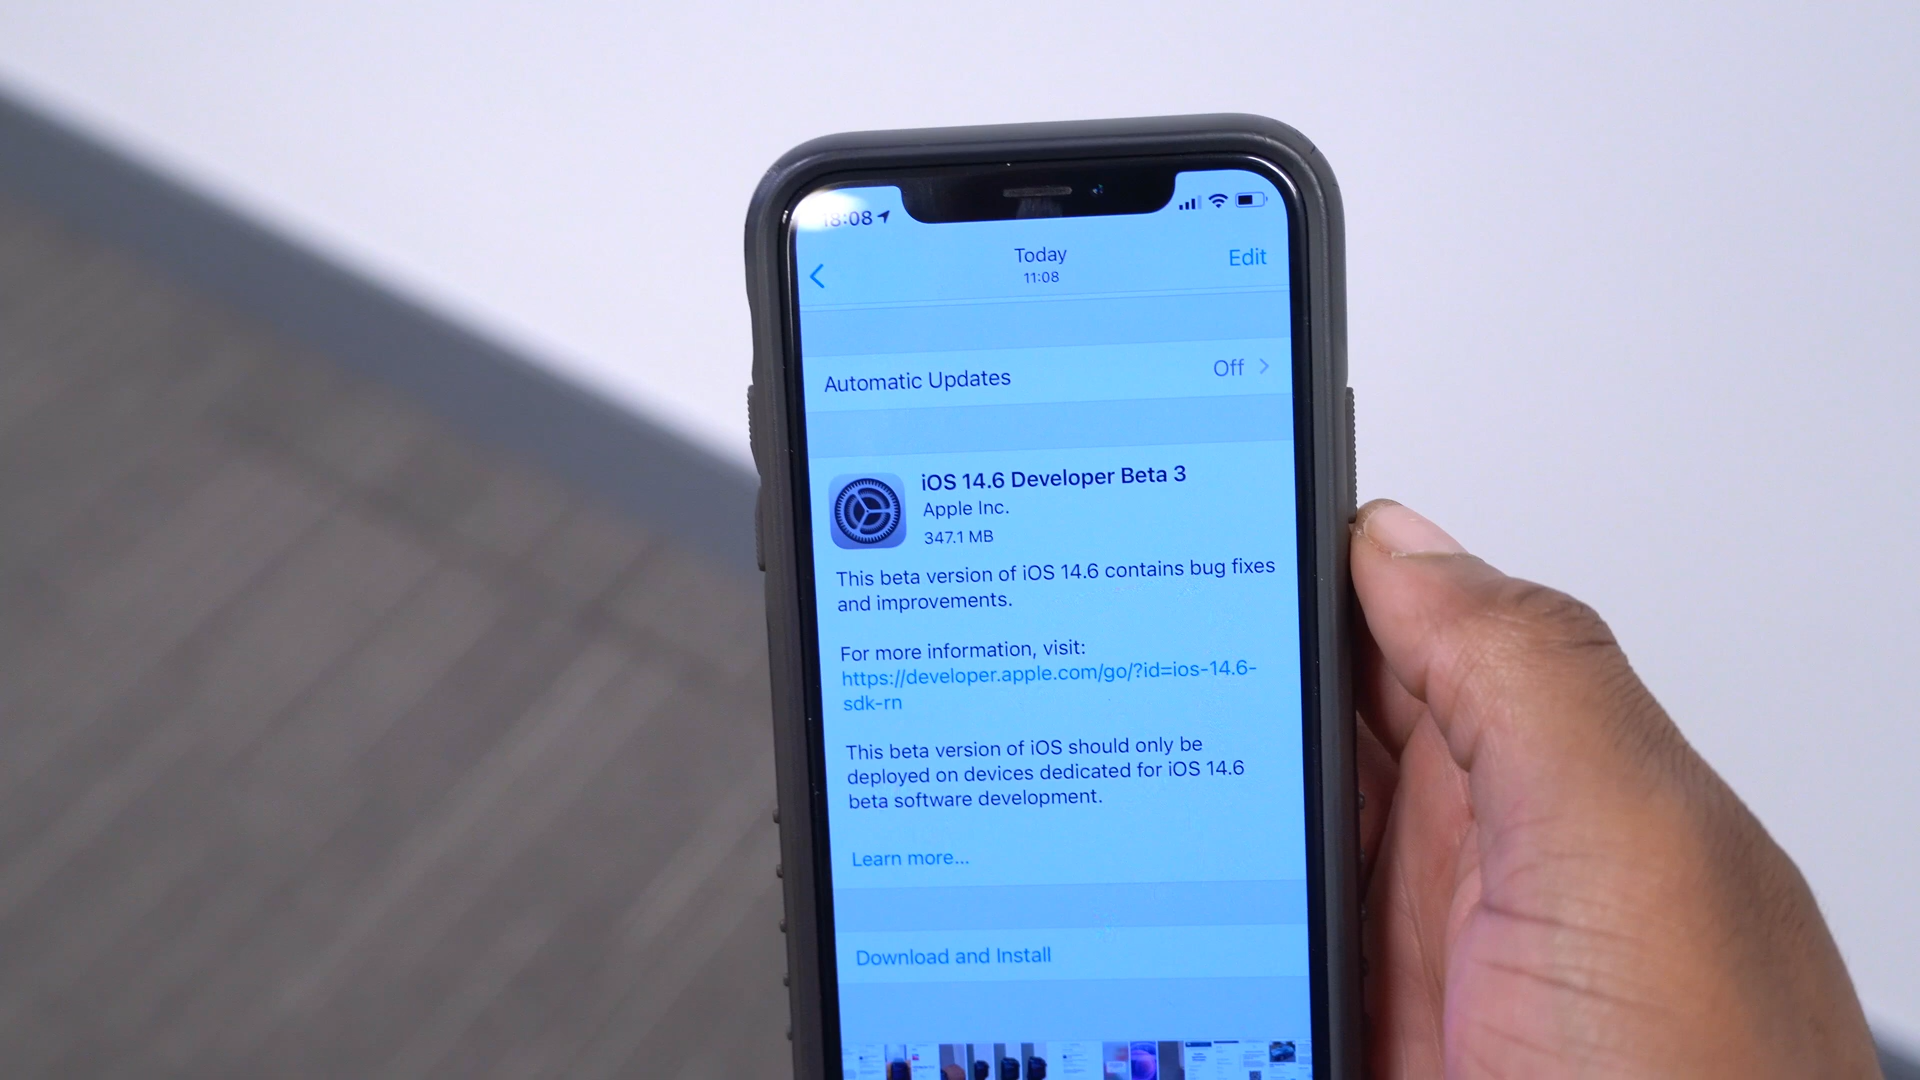 18:08
Today
11:08
Edit
Automatic Updates
Off
iOS 14.6 Developer Beta 3
Apple Inc.
347.1 MB
This beta version of iOS 14.6 contains bug fixes
and improvements.
For more information, visit:
https://developer.apple.com/go/?id=ios-14.6-
sdk-rn
This beta version of iOS should only be
deployed on devices dedicated for iOS 14.6
beta software development.
Learn more...
Download and Install